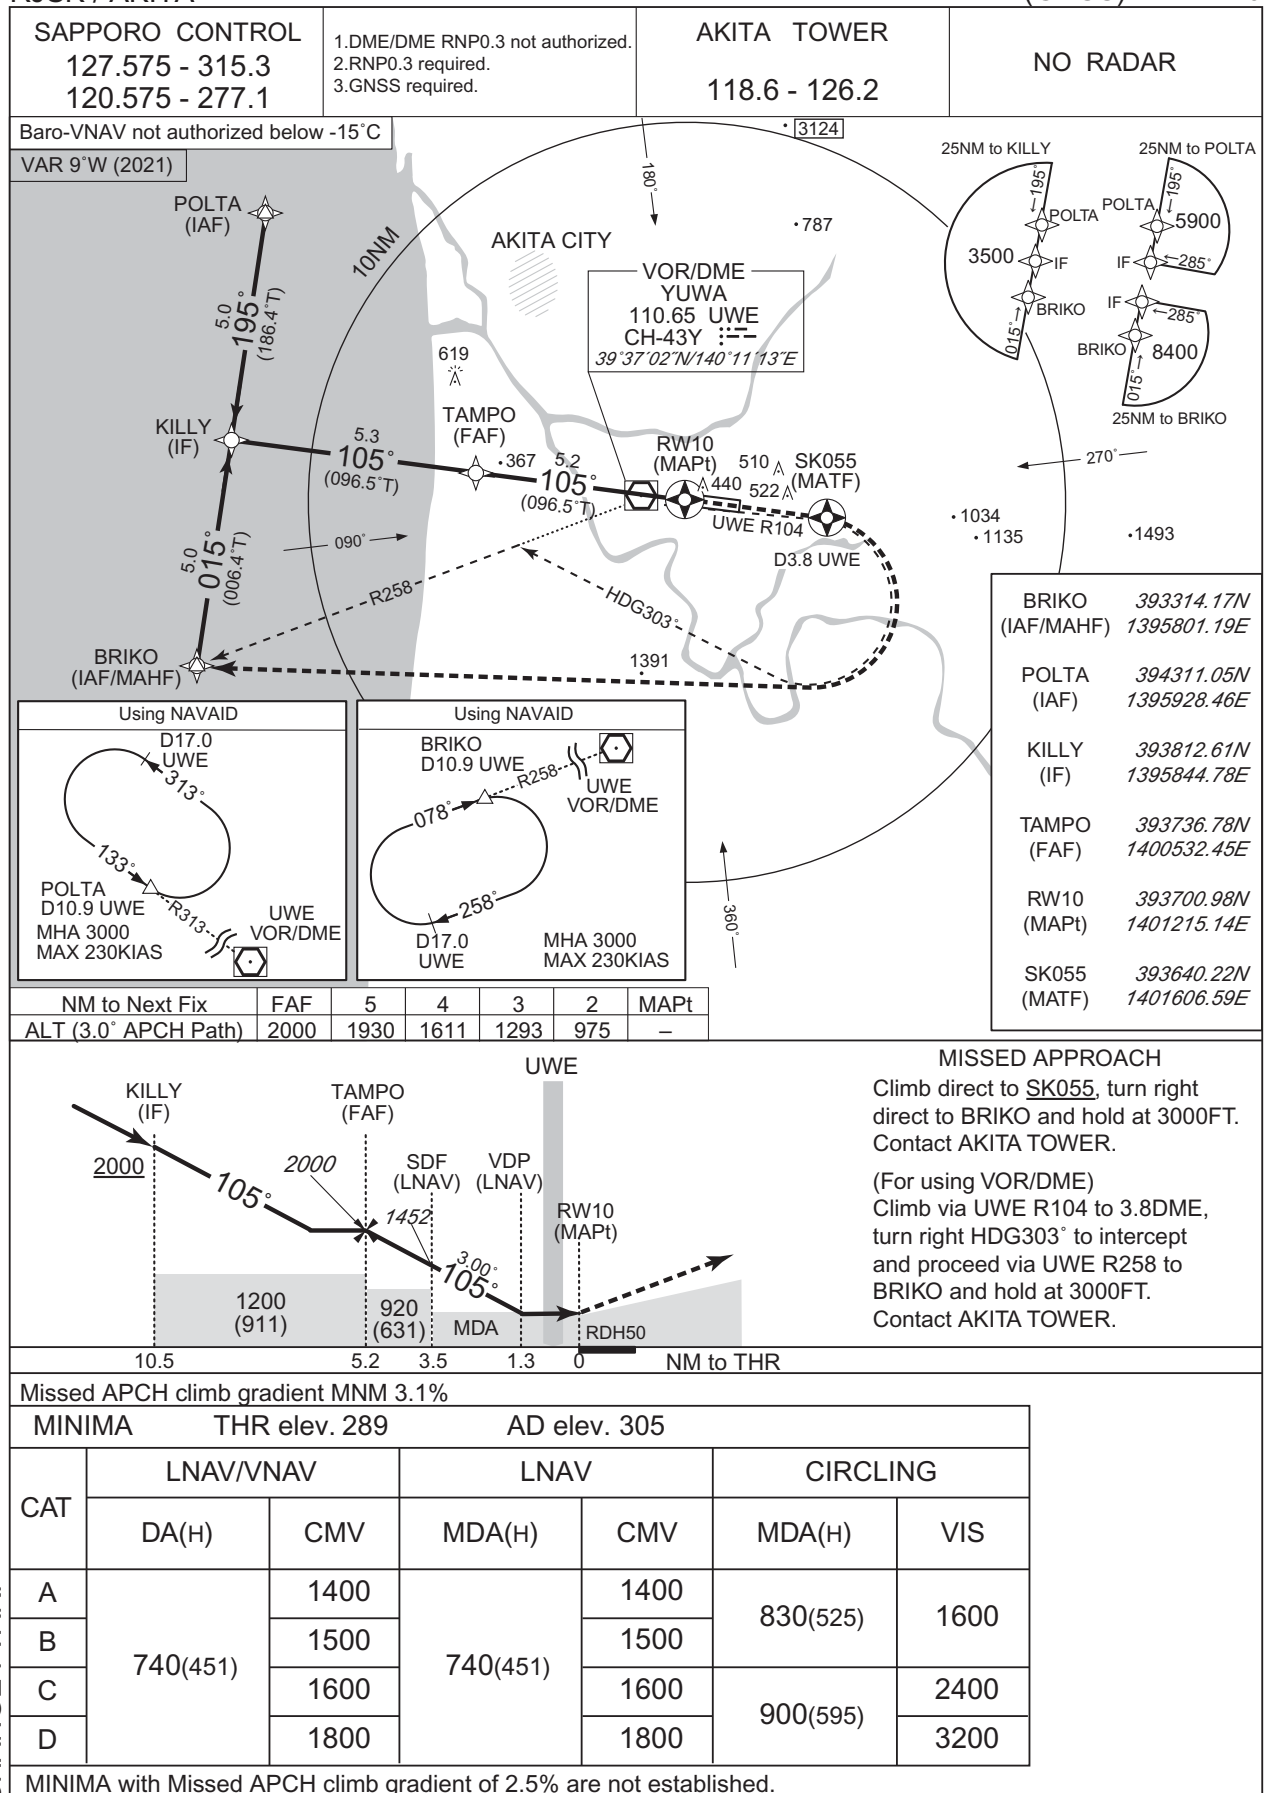 SAPPORO CONTROL
127.575 - 315.3
120.575 - 277.1
1.DME/DME RNP0.3 not authorized.
2.RNP0.3 required.
3.GNSS required.
AKITA TOWER
118.6 - 126.2
NO RADAR
Baro-VNAV not authorized below -15˚C
VAR 9˚W (2021)
3124
180˚
25NM to KILLY
25NM to POLTA
195˚
POLTA
3500
IF
BRIKO
015˚
195˚
POLTA
5900
IF
285˚
IF
285˚
BRIKO
8400
015˚
25NM to BRIKO
POLTA
(IAF)
10NM
AKITA CITY
787
VOR/DME
YUWA
110.65 UWE
CH-43Y
39˚37´02˝N/140˚11´13˝E
5.0
195˚
(186.4˚T)
619
KILLY
(IF)
5.3
105˚
(096.5˚T)
TAMPO
(FAF)
367
5.2
105˚
(096.5˚T)
RW10
(MAPt)
440
510
522
SK055
(MATF)
UWE R104
D3.8 UWE
270˚
1034
1135
1493
090˚
5.0
015˚
(006.4˚T)
R258
HDG303˚
1391
BRIKO
(IAF/MAHF)
360˚
BRIKO 393314.17N
(IAF/MAHF) 1395801.19E
POLTA 394311.05N
(IAF) 1395928.46E
KILLY 393812.61N
(IF) 1395844.78E
TAMPO 393736.78N
(FAF) 1400532.45E
RW10 393700.98N
(MAPt) 1401215.14E
SK055 393640.22N
(MATF) 1401606.59E
Using NAVAID
D17.0
UWE
313˚
133˚
POLTA
D10.9 UWE
MHA 3000
MAX 230KIAS
R313
UWE
VOR/DME
Using NAVAID
BRIKO
D10.9 UWE
R258
UWE
VOR/DME
078˚
258˚
D17.0
UWE
MHA 3000
MAX 230KIAS
NM to Next Fix FAF 5 4 3 2 MAPt
ALT (3.0˚ APCH Path) 2000 1930 1611 1293 975 –
KILLY
(IF)
TAMPO
(FAF)
UWE
2000
105˚
2000
SDF
(LNAV)
VDP
(LNAV)
1452
3.00˚
105˚
RW10
(MAPt)
1200
(911)
920
(631)
MDA
RDH50
10.5 5.2 3.5 1.3 0 NM to THR
MISSED APPROACH
Climb direct to SK055, turn right
direct to BRIKO and hold at 3000FT.
Contact AKITA TOWER.
(For using VOR/DME)
Climb via UWE R104 to 3.8DME,
turn right HDG303˚ to intercept
and proceed via UWE R258 to
BRIKO and hold at 3000FT.
Contact AKITA TOWER.
Missed APCH climb gradient MNM 3.1%
MINIMA THR elev. 289 AD elev. 305
CAT LNAV/VNAV LNAV CIRCLING
DA(H) CMV MDA(H) CMV MDA(H) VIS
A 740(451) 1400 740(451) 1400 830(525) 1600
B 1500 1500
C 1600 1600 900(595) 2400
D 1800 1800 3200
MINIMA with Missed APCH climb gradient of 2.5% are not established.